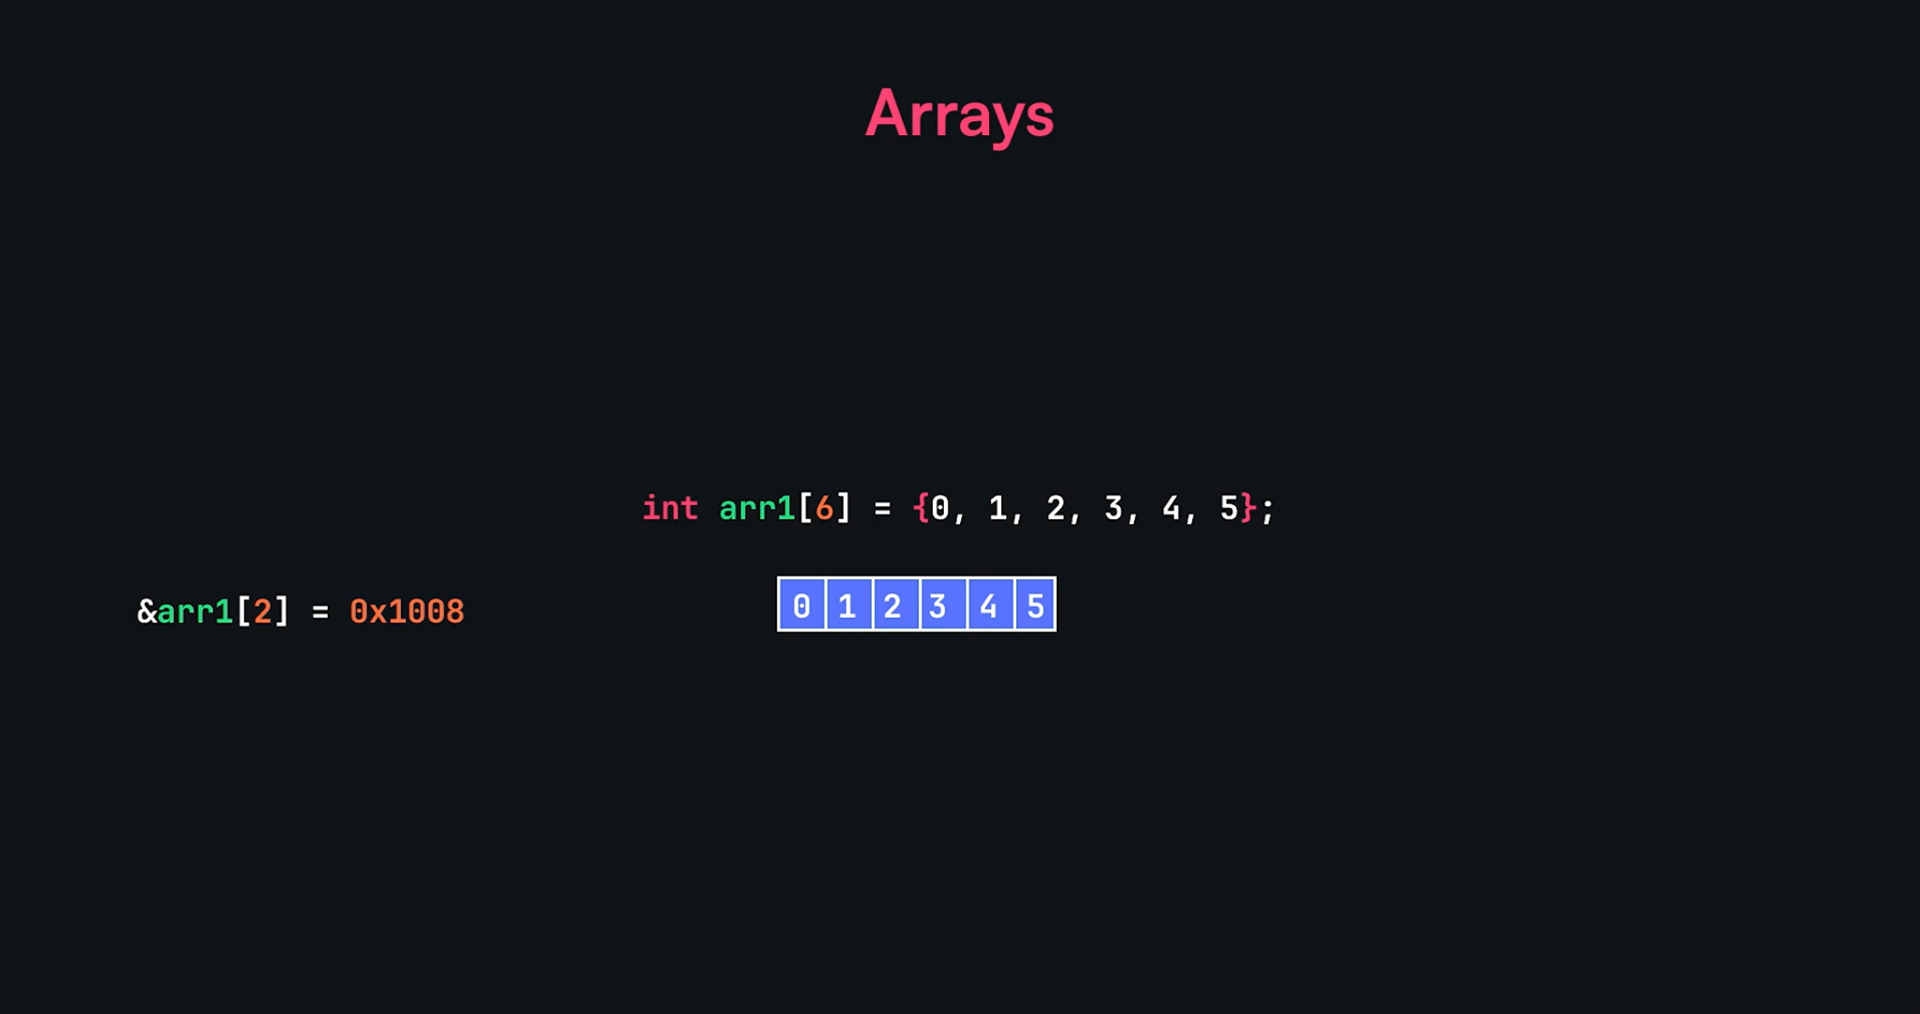 Arrays
int arr1[6] = {0, 1, 2, 3, 4, 5};
&arr1[2] = 0x1008
0 1 2 3 4 5